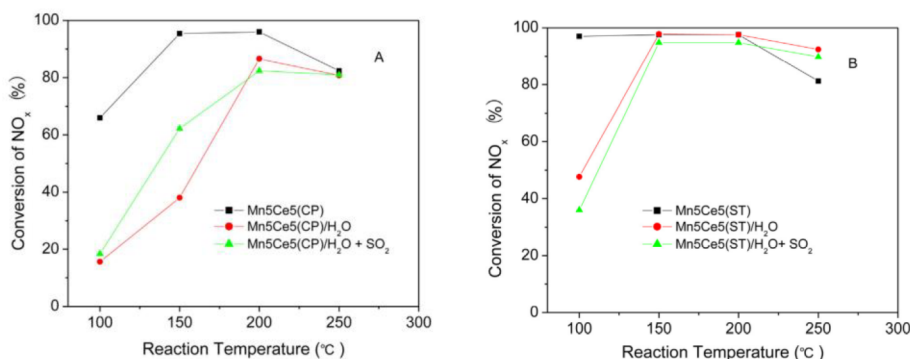 100
80
60
40
20
0
Conversion of NOx (%)
A
Mn5Ce5(CP)
Mn5Ce5(CP)/H2O
Mn5Ce5(CP)/H2O + SO2
100 150 200 250 300
Reaction Temperature (℃)
100
80
60
40
20
0
Conversion of NOx (%)
B
Mn5Ce5(ST)
Mn5Ce5(ST)/H2O
Mn5Ce5(ST)/H2O+ SO2
100 150 200 250 300
Reaction Temperature (℃)